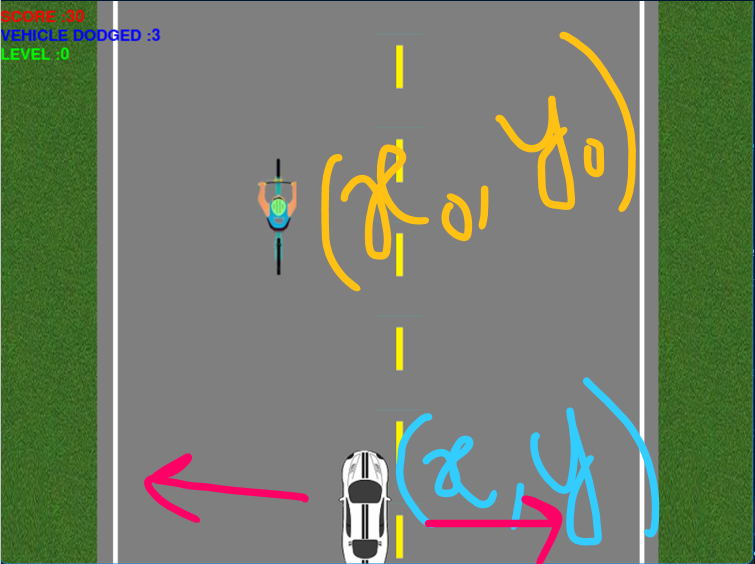 SCORE :30
VEHICLE DODGED :3
LEVEL :0
(x0, y0)
(x, y)